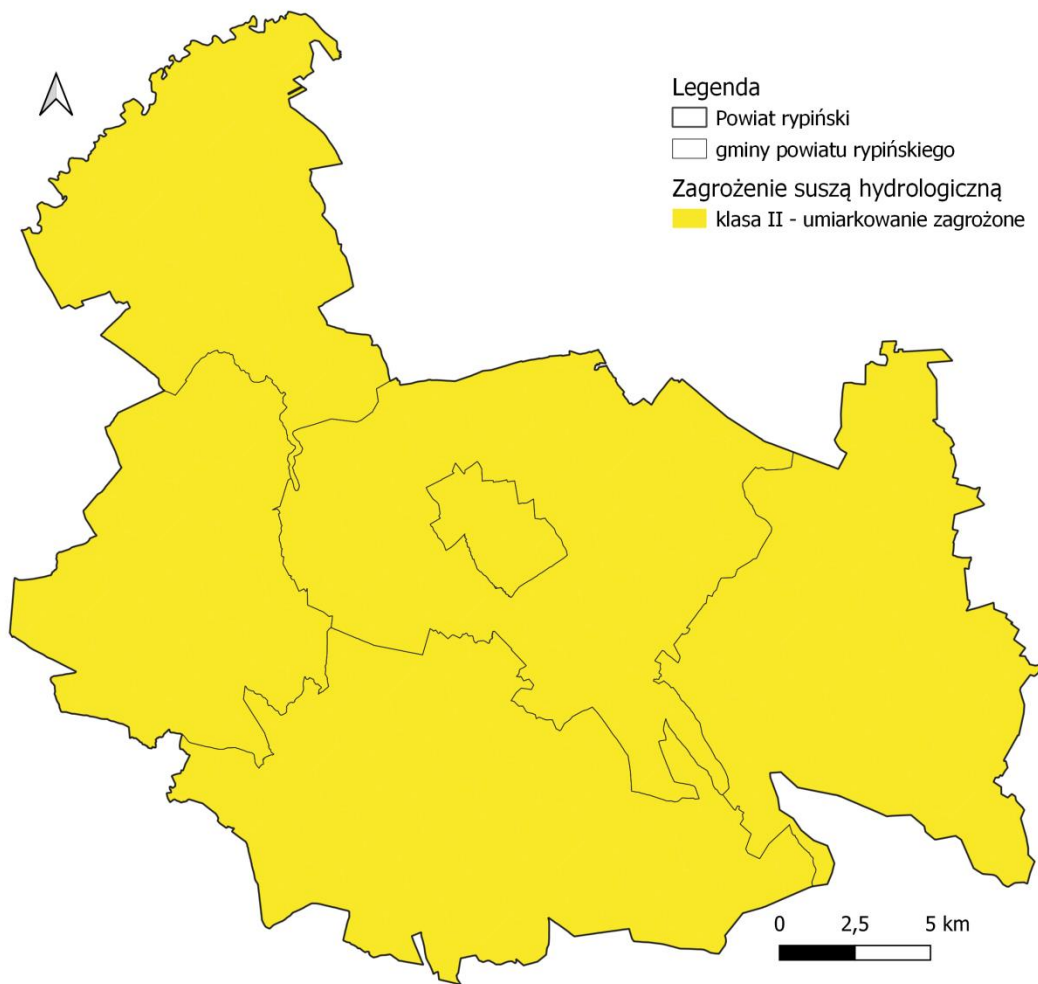 Legenda
Powiat rypiński
gminy powiatu rypińskiego
Zagrożenie suszą hydrologiczną
klasa II - umiarkowanie zagrożone
0 2,5 5 km